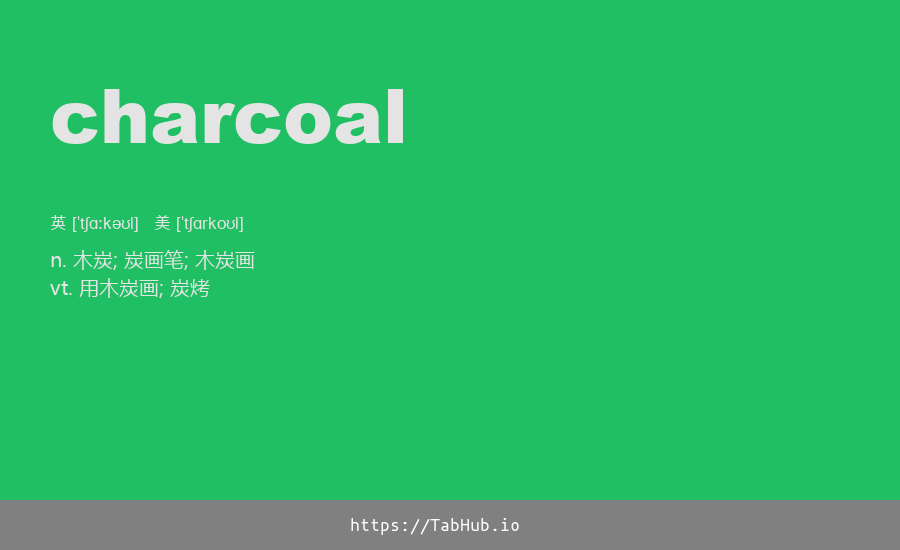 charcoal
英 [ˈtʃɑːkəʊl] 美 [ˈtʃɑrkoʊl]
n. 木炭; 炭画笔; 木炭画
vt. 用木炭画; 炭烤
https://TabHub.io